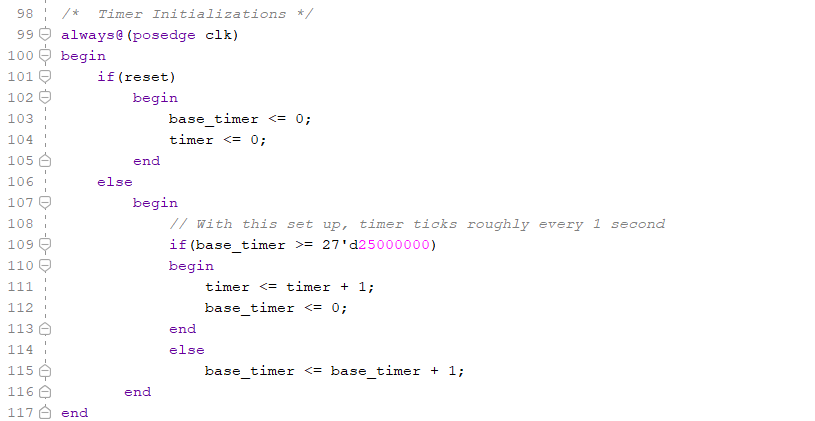 98 /*  Timer Initializations */
99 always@(posedge clk)
100 begin
101     if(reset)
102         begin
103             base_timer <= 0;
104             timer <= 0;
105         end
106     else
107         begin
108             // With this set up, timer ticks roughly every 1 second
109             if(base_timer >= 27'd25000000)
110             begin
111                 timer <= timer + 1;
112                 base_timer <= 0;
113             end
114             else
115                 base_timer <= base_timer + 1;
116        end
117 end